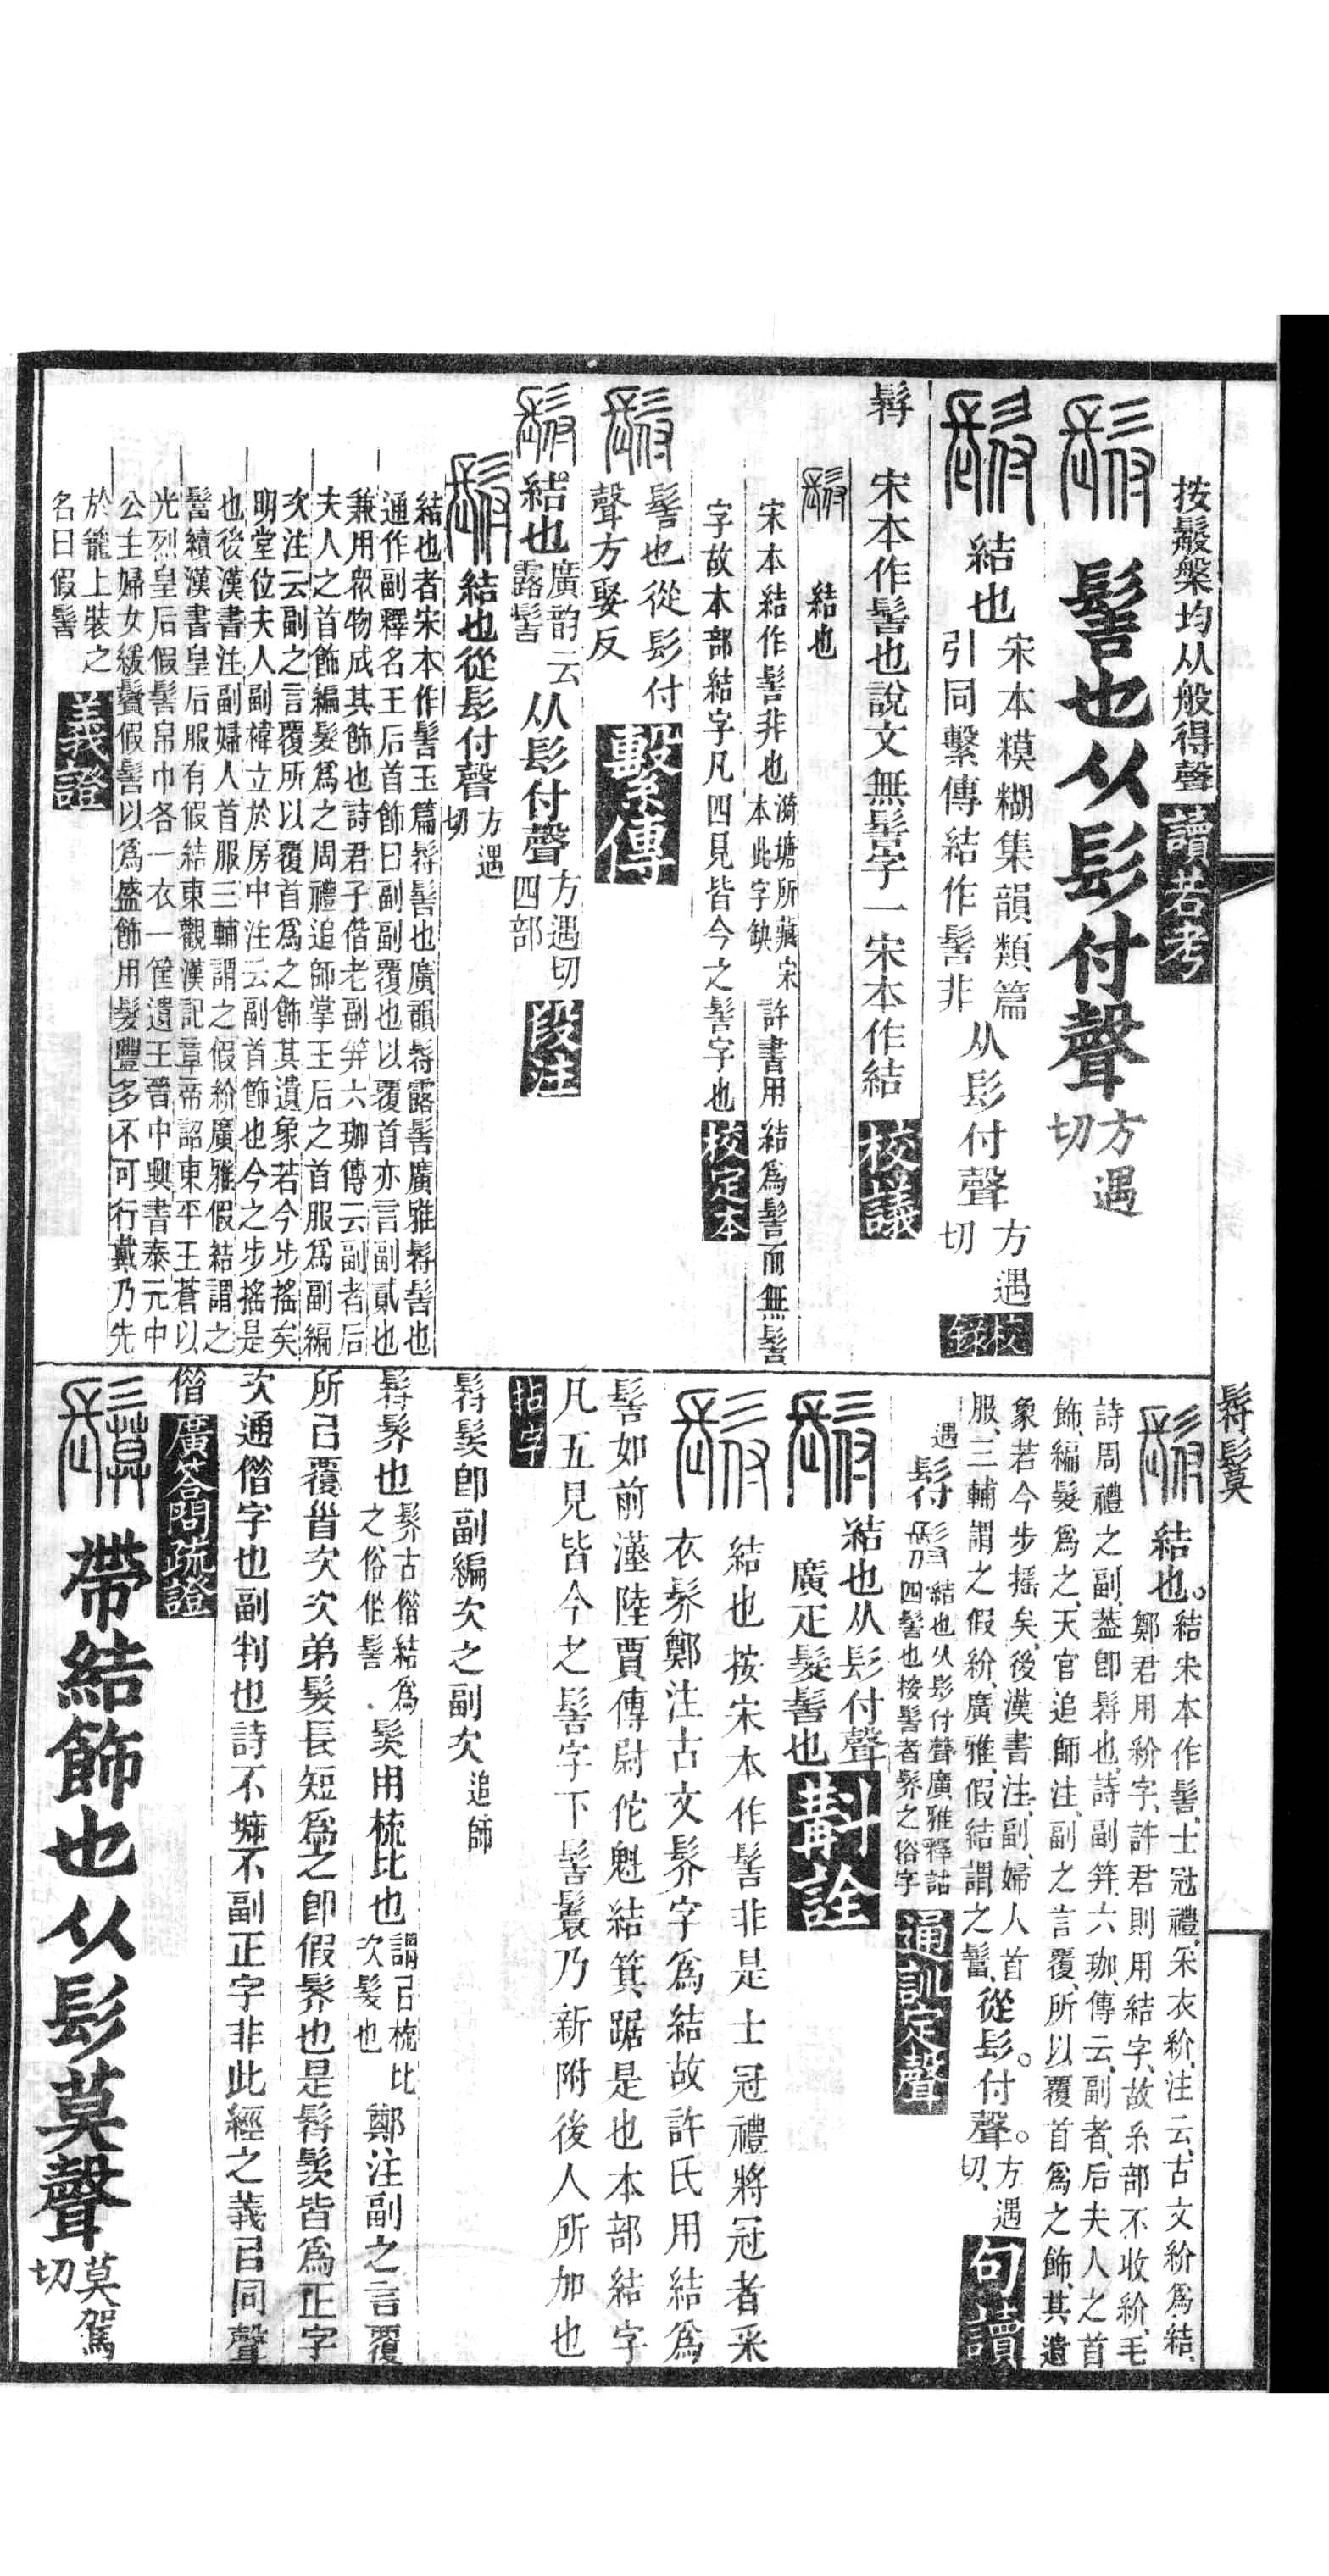 按鬆槃均从般得聲 讀若考
髻也从髟付聲 方遇切
結也 宋本模糊集韻類篇引同繫傳結作髻非 从髟付聲 方遇切 校錄
髜 宋本作髻也說文無髻字一宋本作結 校議
結也
宋本結作髻非也 漪塘所藏宋本此字缺 許書用結爲髻而無髻
字故本部結字凡四見皆今之髻字也 校定本
髻也從髟付
聲方娶反 繫傳
結也 廣韵云露髻 从髟付聲 方遇切四部 段注
結也從髟付聲 方遇切
結也者宋本作髻玉篇髜髻也廣韻髜露髻廣雅髜髻也
通作副釋名王后首飾曰副副覆也以覆首亦言副貳也
兼用衆物成其飾也詩君子偕老副笄六珈傳云副者后
夫人之首飾編髮爲之周禮追師掌王后之首服爲副編
次注云副之言覆所以覆首爲之飾其遺象若今步搖矣
明堂位夫人副褘立於房中注云副首飾也今之步搖是
也後漢書注副婦人首服三輔謂之假紒廣雅假結謂之
䯰續漢書皇后服有假結東觀漢記章帝詔東平王蒼以
光烈皇后假髻帛巾各一衣一篋遺王晉中興書泰元中
公主婦女緩鬢假髻以爲盛飾用髮豐多不可行戴乃先
於籠上裝之
名曰假髻 義證
髜鬕
結也。結宋本作髻、士冠禮、采衣紒、注云、古文紒爲結、
鄭君用紒字、許君則用結字、故糸部不收紒、毛
詩周禮之副、蓋卽髜也、詩副笄六珈、傳云、副者、后夫人之首
飾、編髮爲之、天官追師注、副之言覆、所以覆首爲之飾、其遺
象若今步搖矣、後漢書注、副、婦人首
服、三輔謂之假紒、廣雅、假結謂之䯰、從髟。付聲。方遇切、 句讀
遇
髜 結也从髟付聲廣雅釋詁四髻也按髻者髤之俗字 通訓定聲
結也从髟付聲
廣疋髮髻也 斠詮
結也按宋本作髻非是士冠禮將冠者采
衣髤鄭注古文髤字爲結故許氏用結爲
髻如前漢陸賈傳尉佗魁結箕踞是也本部結字
凡五見皆今之髻字下髻鬟乃新附後人所加也
拈字
髜髲卽副編次之副次 追師
髜髤也 髤古偕結爲之俗作髻 髲用梳比也 謂㠯梳比次髮也 鄭注副之言覆
所㠯覆首次次弟髮長短爲之卽假髤也是髜髲皆爲正字
次通偕字也副判也詩不坼不副正字非此經之義㠯同聲
偕 廣答問疏證
帶結飾也从髟莫聲 莫駕切